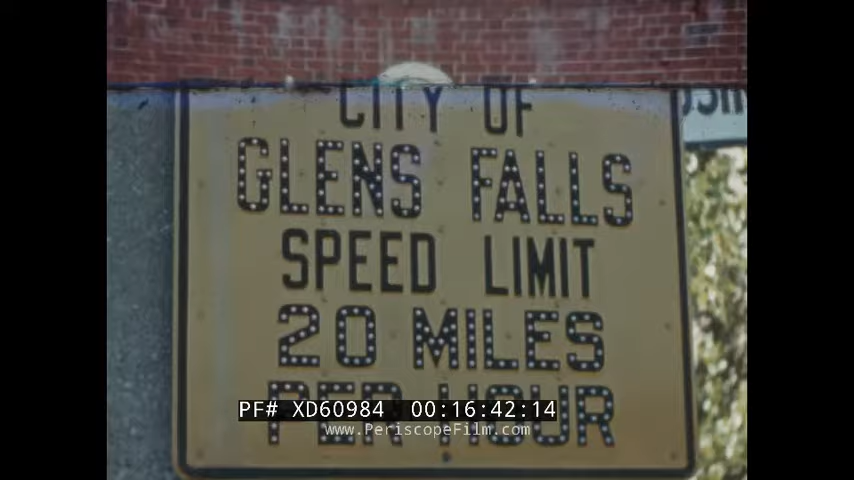 CITY OF
GLENS FALLS
SPEED LIMIT
20 MILES
PER HOUR
PF# XD60984 00:16:42:14
www.PeriscopeFilm.com